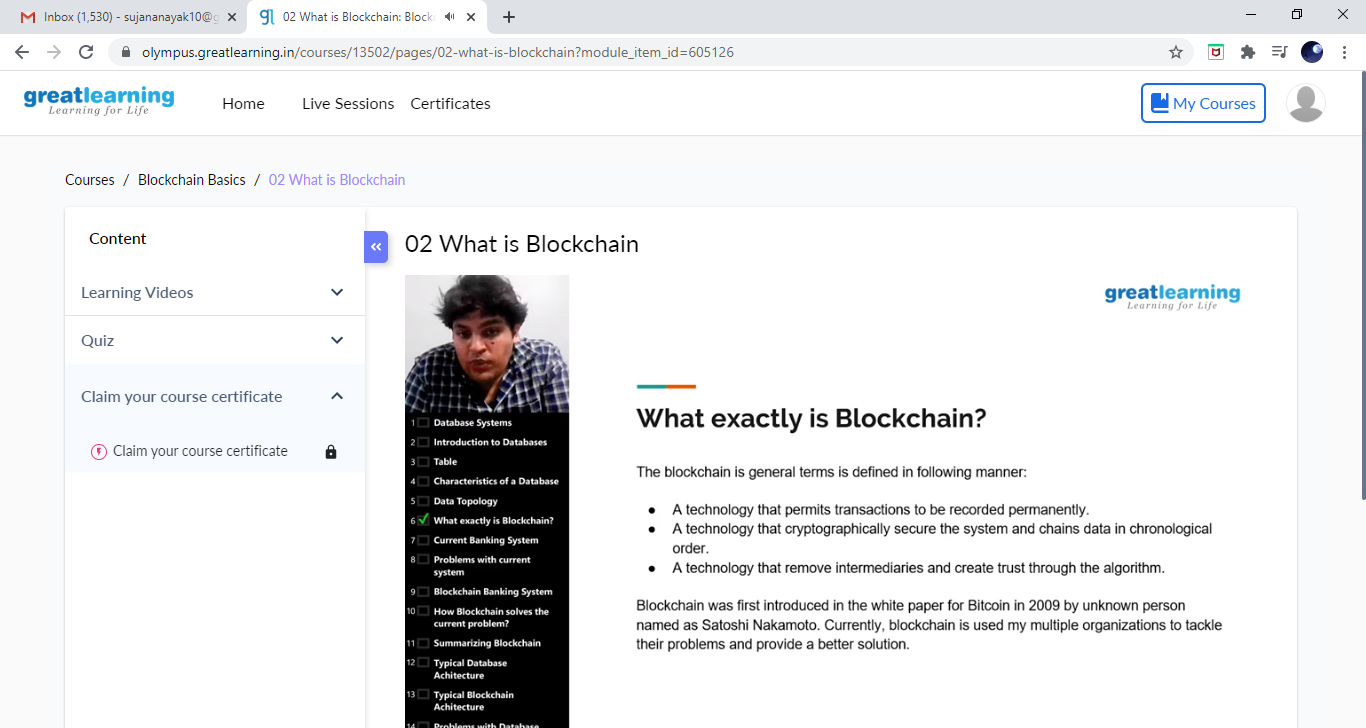 Inbox (1,530) - sujananayak10@g
02 What is Blockchain: Block
olympus.greatlearning.in/courses/13502/pages/02-what-is-blockchain?module_item_id=605126
greatlearning
Learning for Life
Home
Live Sessions
Certificates
My Courses
Courses / Blockchain Basics / 02 What is Blockchain
Content
Learning Videos
Quiz
Claim your course certificate
Claim your course certificate
02 What is Blockchain
1 Database Systems
2 Introduction to Databases
3 Table
4 Characteristics of a Database
5 Data Topology
6 What exactly is Blockchain?
7 Current Banking System
8 Problems with current
system
9 Blockchain Banking System
10 How Blockchain solves the
current problem?
11 Summarizing Blockchain
12 Typical Database
Achitecture
13 Typical Blockchain
Achitecture
14 Problems with Database
greatlearning
Learning for Life
What exactly is Blockchain?
The blockchain is general terms is defined in following manner:
● A technology that permits transactions to be recorded permanently.
● A technology that cryptographically secure the system and chains data in chronological
order.
● A technology that remove intermediaries and create trust through the algorithm.
Blockchain was first introduced in the white paper for Bitcoin in 2009 by unknown person
named as Satoshi Nakamoto. Currently, blockchain is used my multiple organizations to tackle
their problems and provide a better solution.